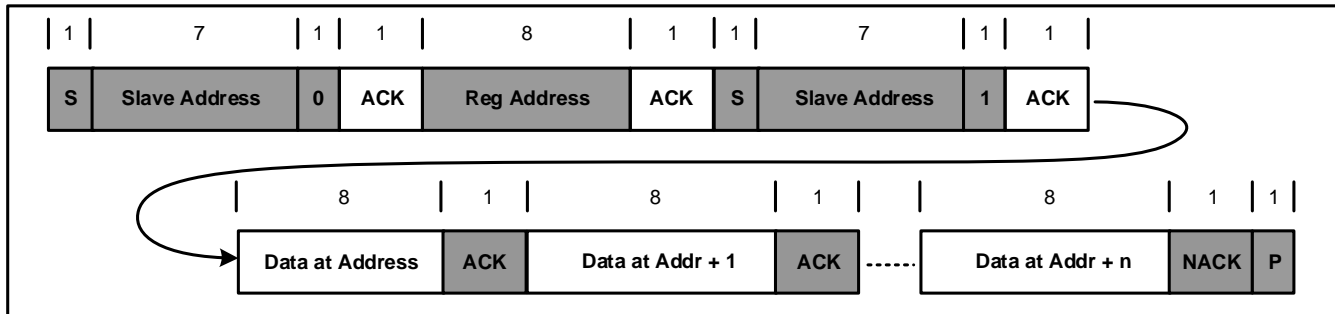 1 7 1 1 8 1 1 7 1 1
S Slave Address 0 ACK Reg Address ACK S Slave Address 1 ACK
8 1 8 1 8 1 1
Data at Address ACK Data at Addr + 1 ACK Data at Addr + n NACK P